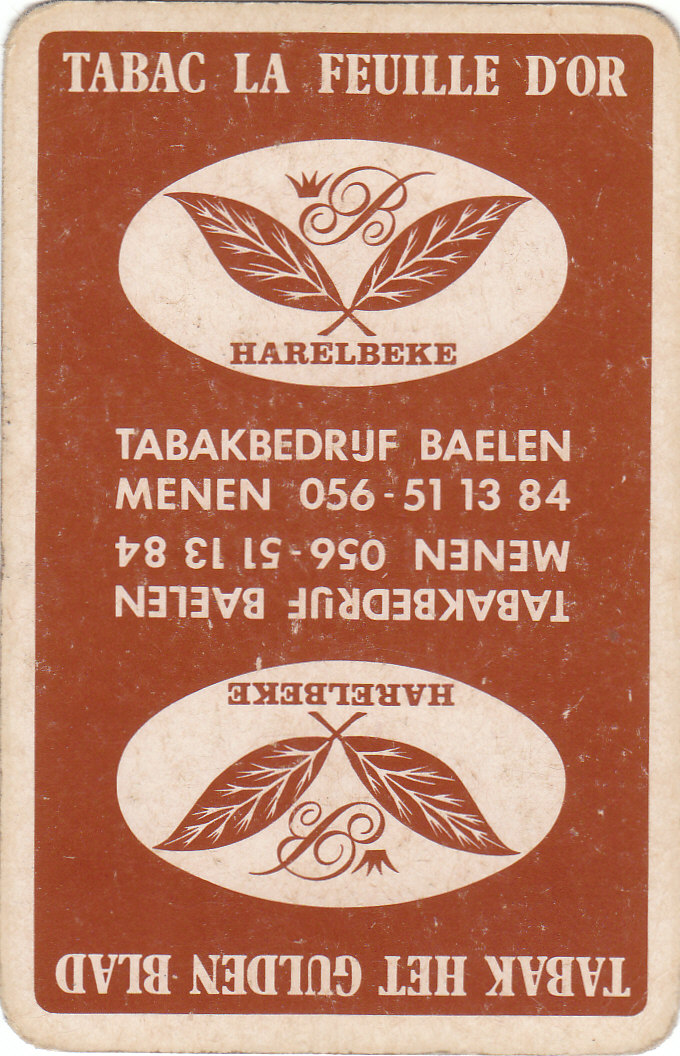 TABAC LA FEUILLE D'OR
B
HARELBEKE
TABAKBEDRIJF BAELEN
MENEN 056-51 13 84
MENEN 056-51 13 84
TABAKBEDRIJF BAELEN
HARELBEKE
B
TABAK HET GULDEN BLAD